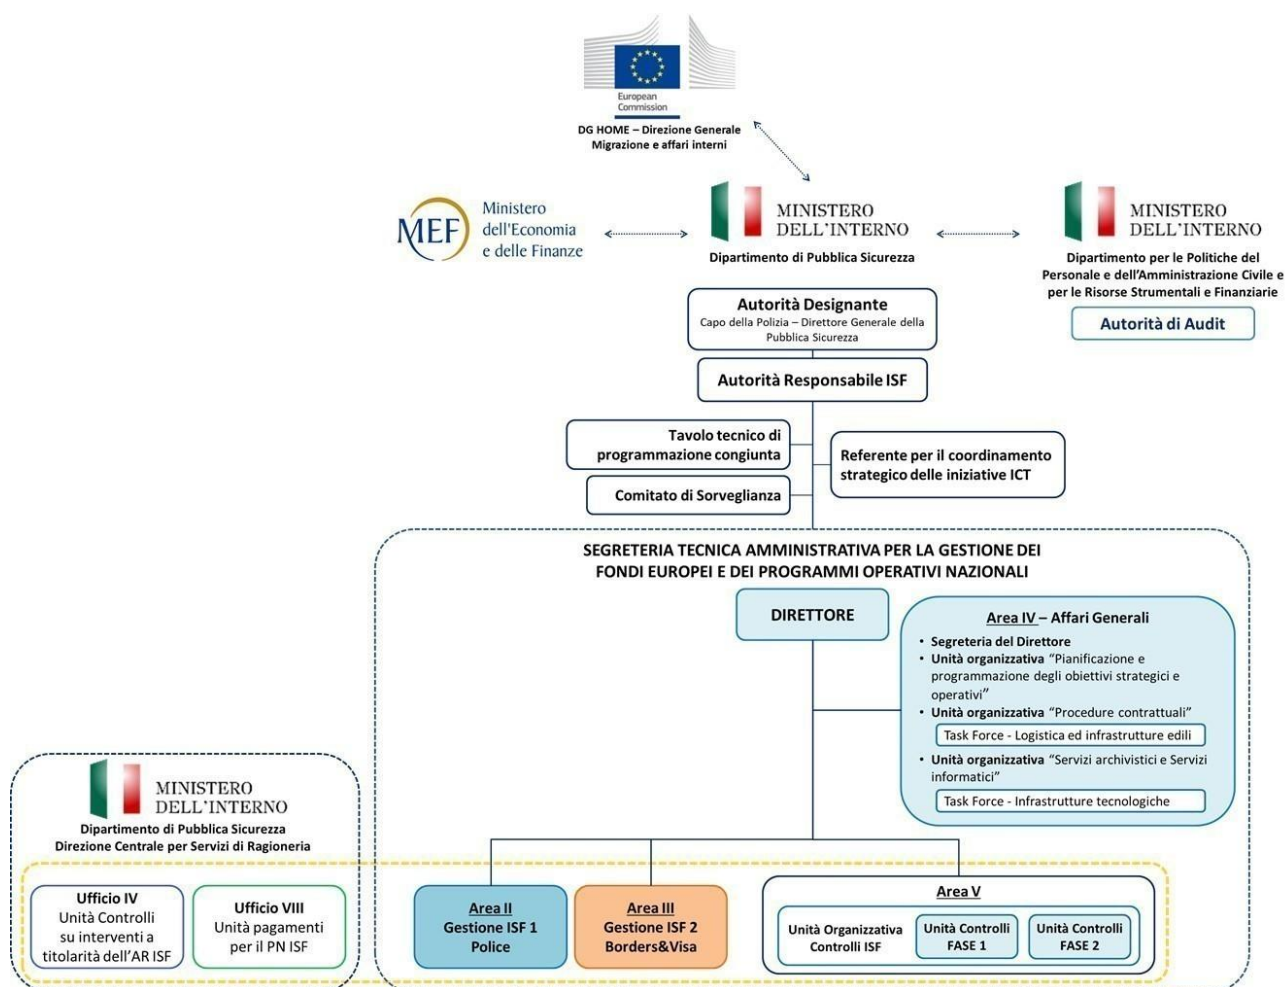 European
Commission
DG HOME – Direzione Generale
Migrazione e affari interni
MEF
Ministero
dell'Economia
e delle Finanze
MINISTERO
DELL'INTERNO
Dipartimento di Pubblica Sicurezza
MINISTERO
DELL'INTERNO
Dipartimento per le Politiche del
Personale e dell'Amministrazione Civile e
per le Risorse Strumentali e Finanziarie
Autorità di Audit
Autorità Designante
Capo della Polizia – Direttore Generale della
Pubblica Sicurezza
Autorità Responsabile ISF
Tavolo tecnico di
programmazione congiunta
Referente per il coordinamento
strategico delle iniziative ICT
Comitato di Sorveglianza
SEGRETERIA TECNICA AMMINISTRATIVA PER LA GESTIONE DEI
FONDI EUROPEI E DEI PROGRAMMI OPERATIVI NAZIONALI
DIRETTORE
Area IV – Affari Generali
• Segreteria del Direttore
• Unità organizzativa "Pianificazione e
programmazione degli obiettivi strategici e
operativi"
• Unità organizzativa "Procedure contrattuali"
Task Force - Logistica ed infrastrutture edili
• Unità organizzativa "Servizi archivistici e Servizi
informatici"
Task Force - Infrastrutture tecnologiche
MINISTERO
DELL'INTERNO
Dipartimento di Pubblica Sicurezza
Direzione Centrale per Servizi di Ragioneria
Ufficio IV
Unità Controlli
su interventi a
titolarità dell'AR ISF
Ufficio VIII
Unità pagamenti
per il PN ISF
Area II
Gestione ISF 1
Police
Area III
Gestione ISF 2
Borders&Visa
Area V
Unità Organizzativa
Controlli ISF
Unità Controlli
FASE 1
Unità Controlli
FASE 2